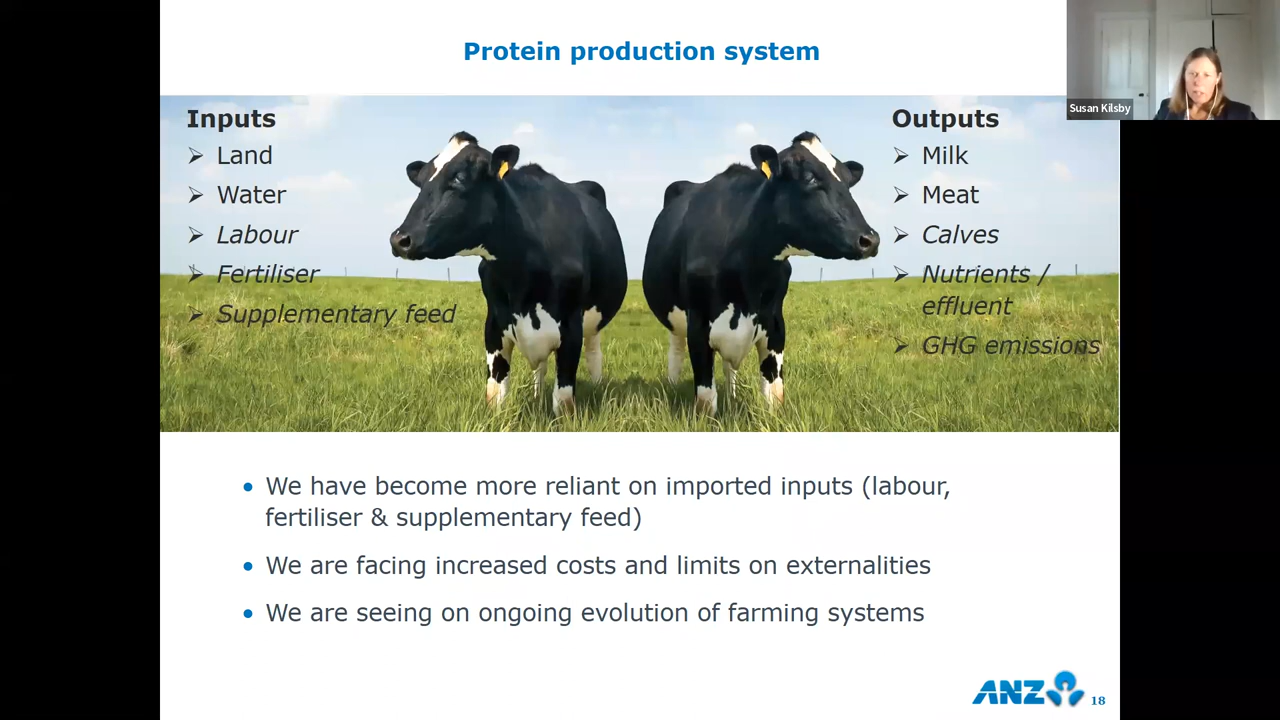 Protein production system
Susan Kilsby
Inputs
➢ Land
➢ Water
➢ Labour
➢ Fertiliser
➢ Supplementary feed
Outputs
➢ Milk
➢ Meat
➢ Calves
➢ Nutrients /
effluent
➢ GHG emissions
• We have become more reliant on imported inputs (labour,
fertiliser & supplementary feed)
• We are facing increased costs and limits on externalities
• We are seeing on ongoing evolution of farming systems
ANZ
18